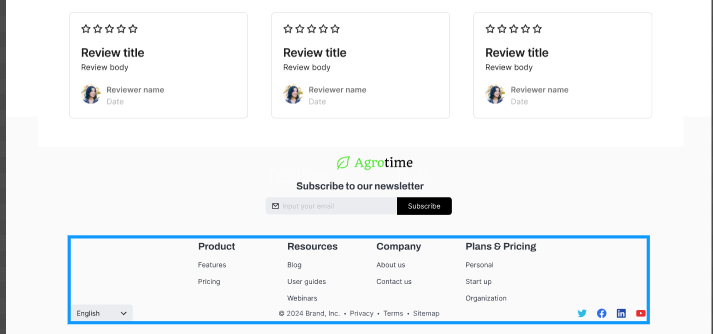 Review title Review title Review title
Review body Review body Review body
Reviewer name Reviewer name Reviewer name
Date Date Date
Agrotime
Subscribe to our newsletter
Input your email Subscribe
Product Resources Company Plans & Pricing
Features Blog About us Personal
Pricing User guides Contact us Start up
Webinars Organization
English © 2024 Brand, Inc. • Privacy • Terms • Sitemap